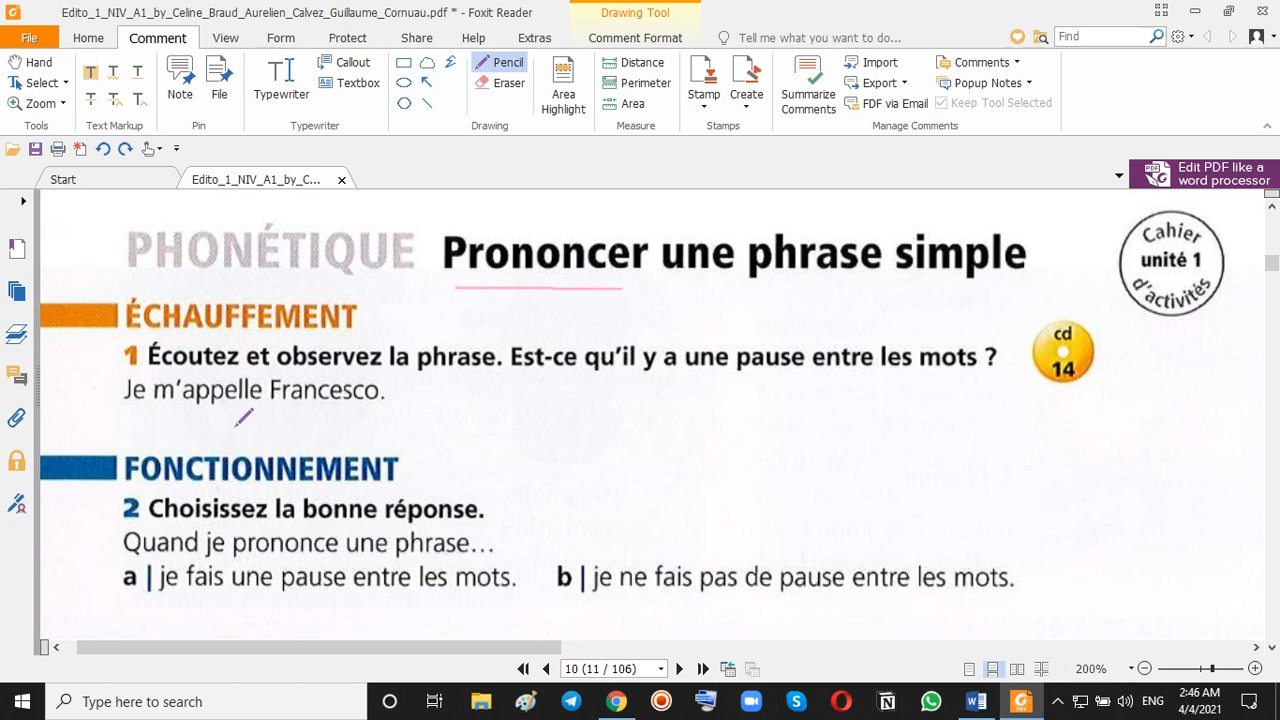 Edito_1_NIV_A1_by_Celine_Braud_Aurelien_Calvez_Guillaume_Cornuau.pdf * - Foxit Reader
Drawing Tool
File Home Comment View Form Protect Share Help Extras Comment Format Tell me what you want to do... Find
Hand
Select
Zoom
Tools
Text Markup
Note
File
Pin
Typewriter
Callout
Textbox
Typewriter
Pencil
Eraser
Drawing
Area Highlight
Distance
Perimeter
Area
Measure
Stamp
Create
Stamps
Summarize Comments
Import
Export
FDF via Email
Comments
Popup Notes
Keep Tool Selected
Manage Comments
Start
Edito_1_NIV_A1_by_C...
Edit PDF like a
word processor
PHONÉTIQUE Prononcer une phrase simple
Cahier
unité 1
d'activités
ÉCHAUFFEMENT
1 Écoutez et observez la phrase. Est-ce qu'il y a une pause entre les mots ?
cd
14
Je m'appelle Francesco.
FONCTIONNEMENT
2 Choisissez la bonne réponse.
Quand je prononce une phrase...
a | je fais une pause entre les mots. b | je ne fais pas de pause entre les mots.
10 (11 / 106)
200%
Type here to search
ENG
2:46 AM
4/4/2021